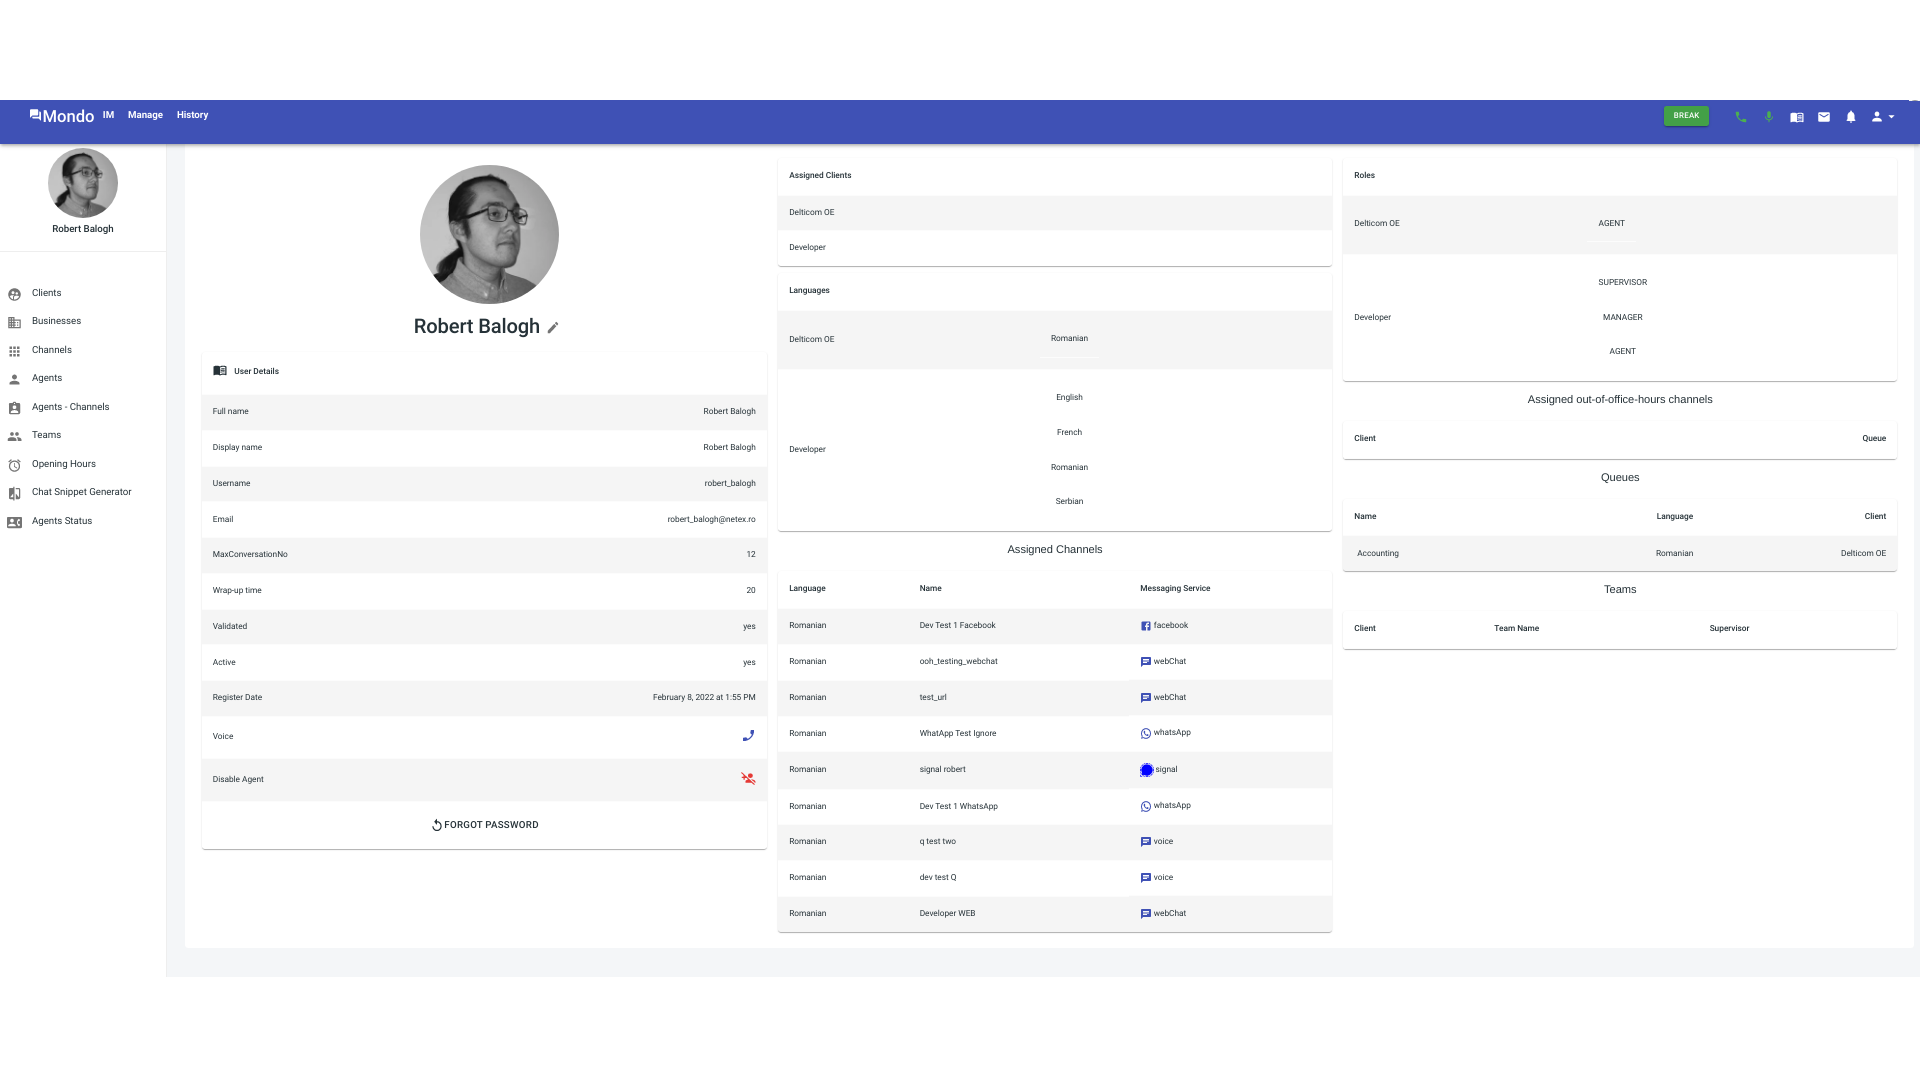 Mondo IM Manage History BREAK
Robert Balogh
Clients
Businesses
Channels
Agents
Agents - Channels
Teams
Opening Hours
Chat Snippet Generator
Agents Status
Robert Balogh
User Details
Full name Robert Balogh
Display name Robert Balogh
Username robert_balogh
Email robert_balogh@netex.ro
MaxConversationNo 12
Wrap-up time 20
Validated yes
Active yes
Register Date February 8, 2022 at 1:55 PM
Voice
Disable Agent
FORGOT PASSWORD
Assigned Clients
Delticom OE
Developer
Languages
Delticom OE Romanian
Developer
English
French
Romanian
Serbian
Assigned Channels
Language Name Messaging Service
Romanian Dev Test 1 Facebook facebook
Romanian ooh_testing_webchat webChat
Romanian test_url webChat
Romanian WhatApp Test Ignore whatsApp
Romanian signal robert signal
Romanian Dev Test 1 WhatsApp whatsApp
Romanian q test two voice
Romanian dev test Q voice
Romanian Developer WEB webChat
Roles
Delticom OE AGENT
Developer
SUPERVISOR
MANAGER
AGENT
Assigned out-of-office-hours channels
Client Queue
Queues
Name Language Client
Accounting Romanian Delticom OE
Teams
Client Team Name Supervisor